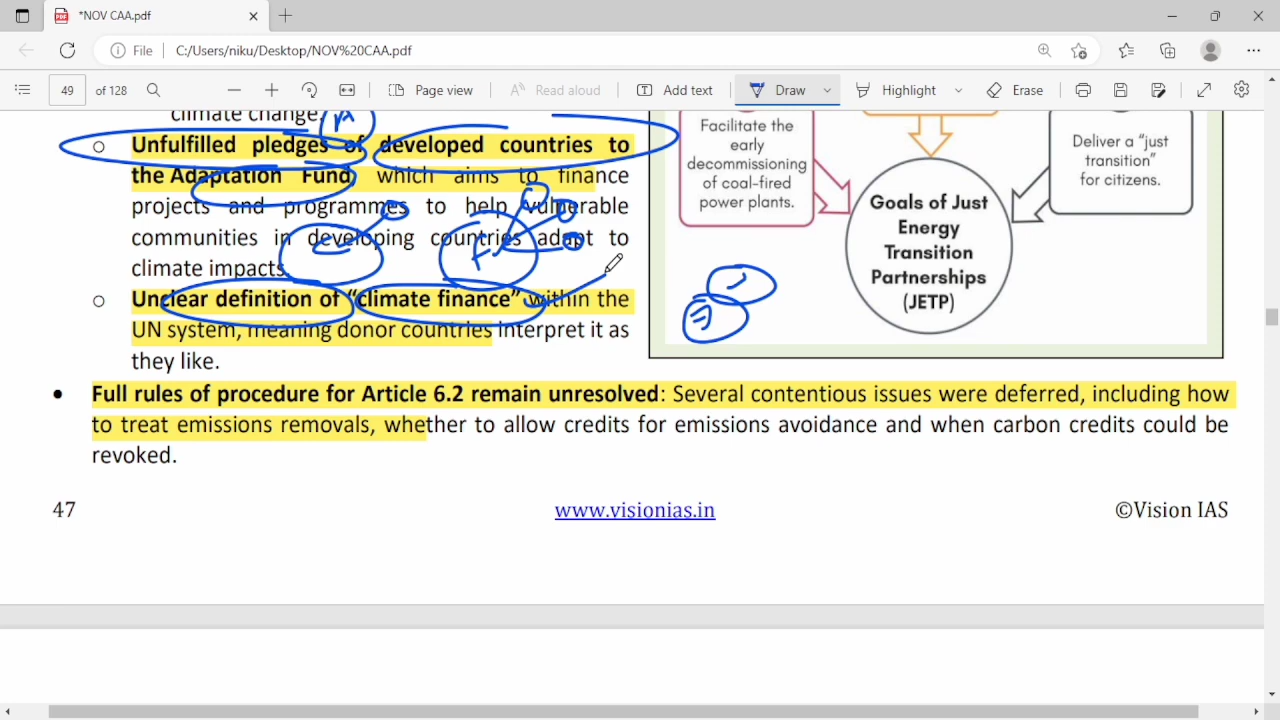 *NOV CAA.pdf
File
C:/Users/niku/Desktop/NOV%20CAA.pdf
49 of 128
Page view
Read aloud
Add text
Draw
Highlight
Erase
climate change.
Unfulfilled pledges of developed countries to
the Adaptation Fund, which aims to finance
projects and programmes to help vulnerable
communities in developing countries adapt to
climate impacts.
Unclear definition of "climate finance" within the
UN system, meaning donor countries interpret it as
they like.
Facilitate the
early
decommissioning
of coal-fired
power plants.
Deliver a "just
transition"
for citizens.
Goals of Just
Energy
Transition
Partnerships
(JETP)
Full rules of procedure for Article 6.2 remain unresolved: Several contentious issues were deferred, including how
to treat emissions removals, whether to allow credits for emissions avoidance and when carbon credits could be
revoked.
47
www.visionias.in
©Vision IAS